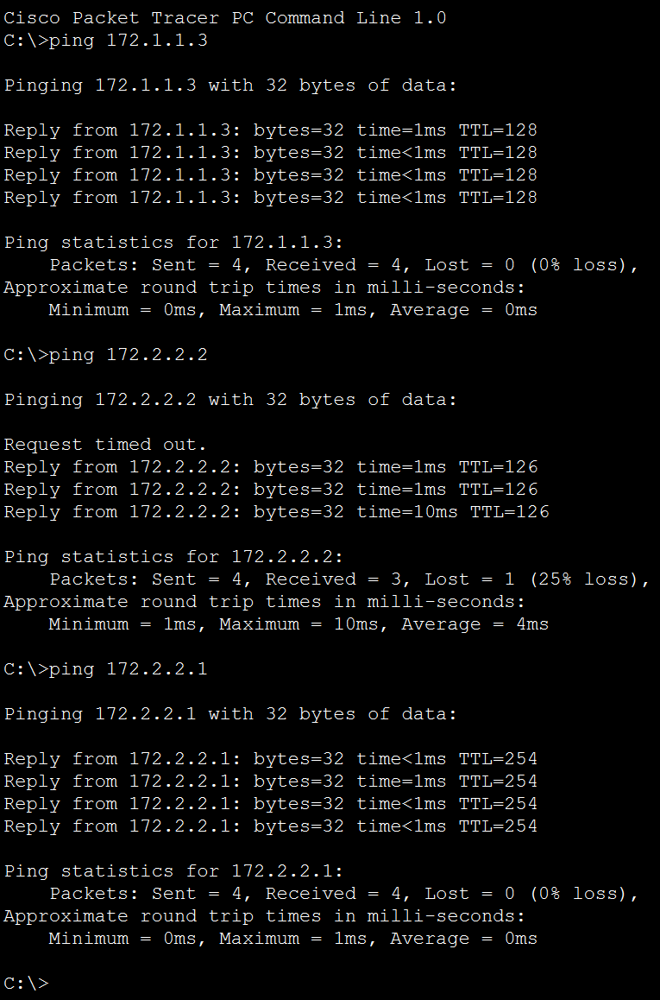 Cisco Packet Tracer PC Command Line 1.0
C:\>ping 172.1.1.3
Pinging 172.1.1.3 with 32 bytes of data:
Reply from 172.1.1.3: bytes=32 time=1ms TTL=128
Reply from 172.1.1.3: bytes=32 time<1ms TTL=128
Reply from 172.1.1.3: bytes=32 time<1ms TTL=128
Reply from 172.1.1.3: bytes=32 time<1ms TTL=128
Ping statistics for 172.1.1.3:
    Packets: Sent = 4, Received = 4, Lost = 0 (0% loss),
Approximate round trip times in milli-seconds:
    Minimum = 0ms, Maximum = 1ms, Average = 0ms
C:\>ping 172.2.2.2
Pinging 172.2.2.2 with 32 bytes of data:
Request timed out.
Reply from 172.2.2.2: bytes=32 time=1ms TTL=126
Reply from 172.2.2.2: bytes=32 time=1ms TTL=126
Reply from 172.2.2.2: bytes=32 time=10ms TTL=126
Ping statistics for 172.2.2.2:
    Packets: Sent = 4, Received = 3, Lost = 1 (25% loss),
Approximate round trip times in milli-seconds:
    Minimum = 1ms, Maximum = 10ms, Average = 4ms
C:\>ping 172.2.2.1
Pinging 172.2.2.1 with 32 bytes of data:
Reply from 172.2.2.1: bytes=32 time<1ms TTL=254
Reply from 172.2.2.1: bytes=32 time=1ms TTL=254
Reply from 172.2.2.1: bytes=32 time<1ms TTL=254
Reply from 172.2.2.1: bytes=32 time<1ms TTL=254
Ping statistics for 172.2.2.1:
    Packets: Sent = 4, Received = 4, Lost = 0 (0% loss),
Approximate round trip times in milli-seconds:
    Minimum = 0ms, Maximum = 1ms, Average = 0ms
C:\>